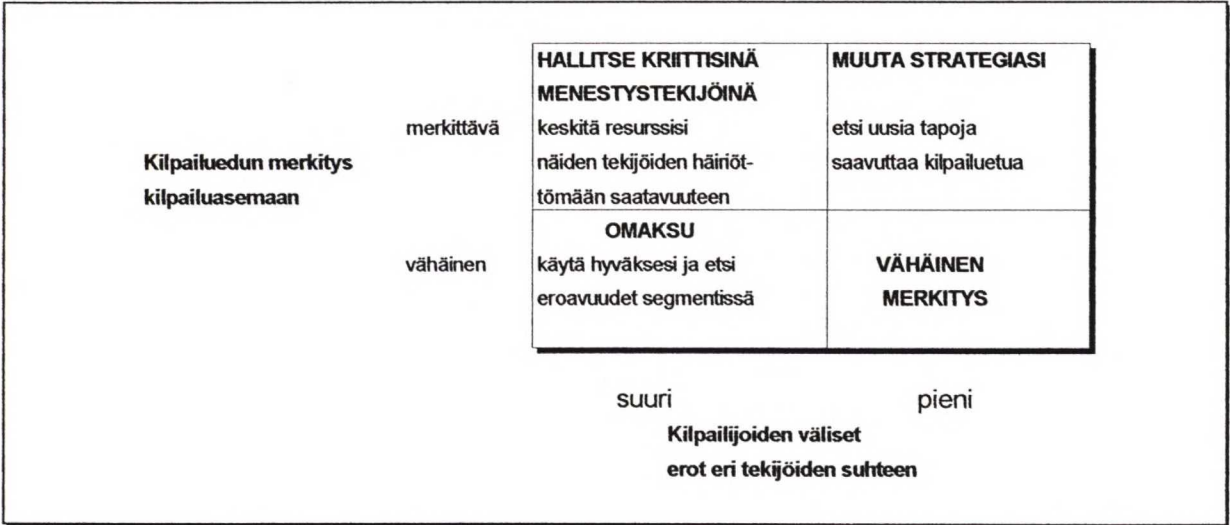 HALLITSE KRIITTISINÄ
MENESTYSTEKIJÖINÄ
keskitä resurssisi
näiden tekijöiden häiriöt-
tömään saatavuuteen
MUUTA STRATEGIASI
etsi uusia tapoja
saavuttaa kilpailuetua
merkittävä
Kilpailuedun merkitys
kilpailuasemaan
vähäinen
OMAKSU
käytä hyväksesi ja etsi
eroavuudet segmentissä
VÄHÄINEN
MERKITYS
suuri
pieni
Kilpailijoiden väliset
erot eri tekijöiden suhteen